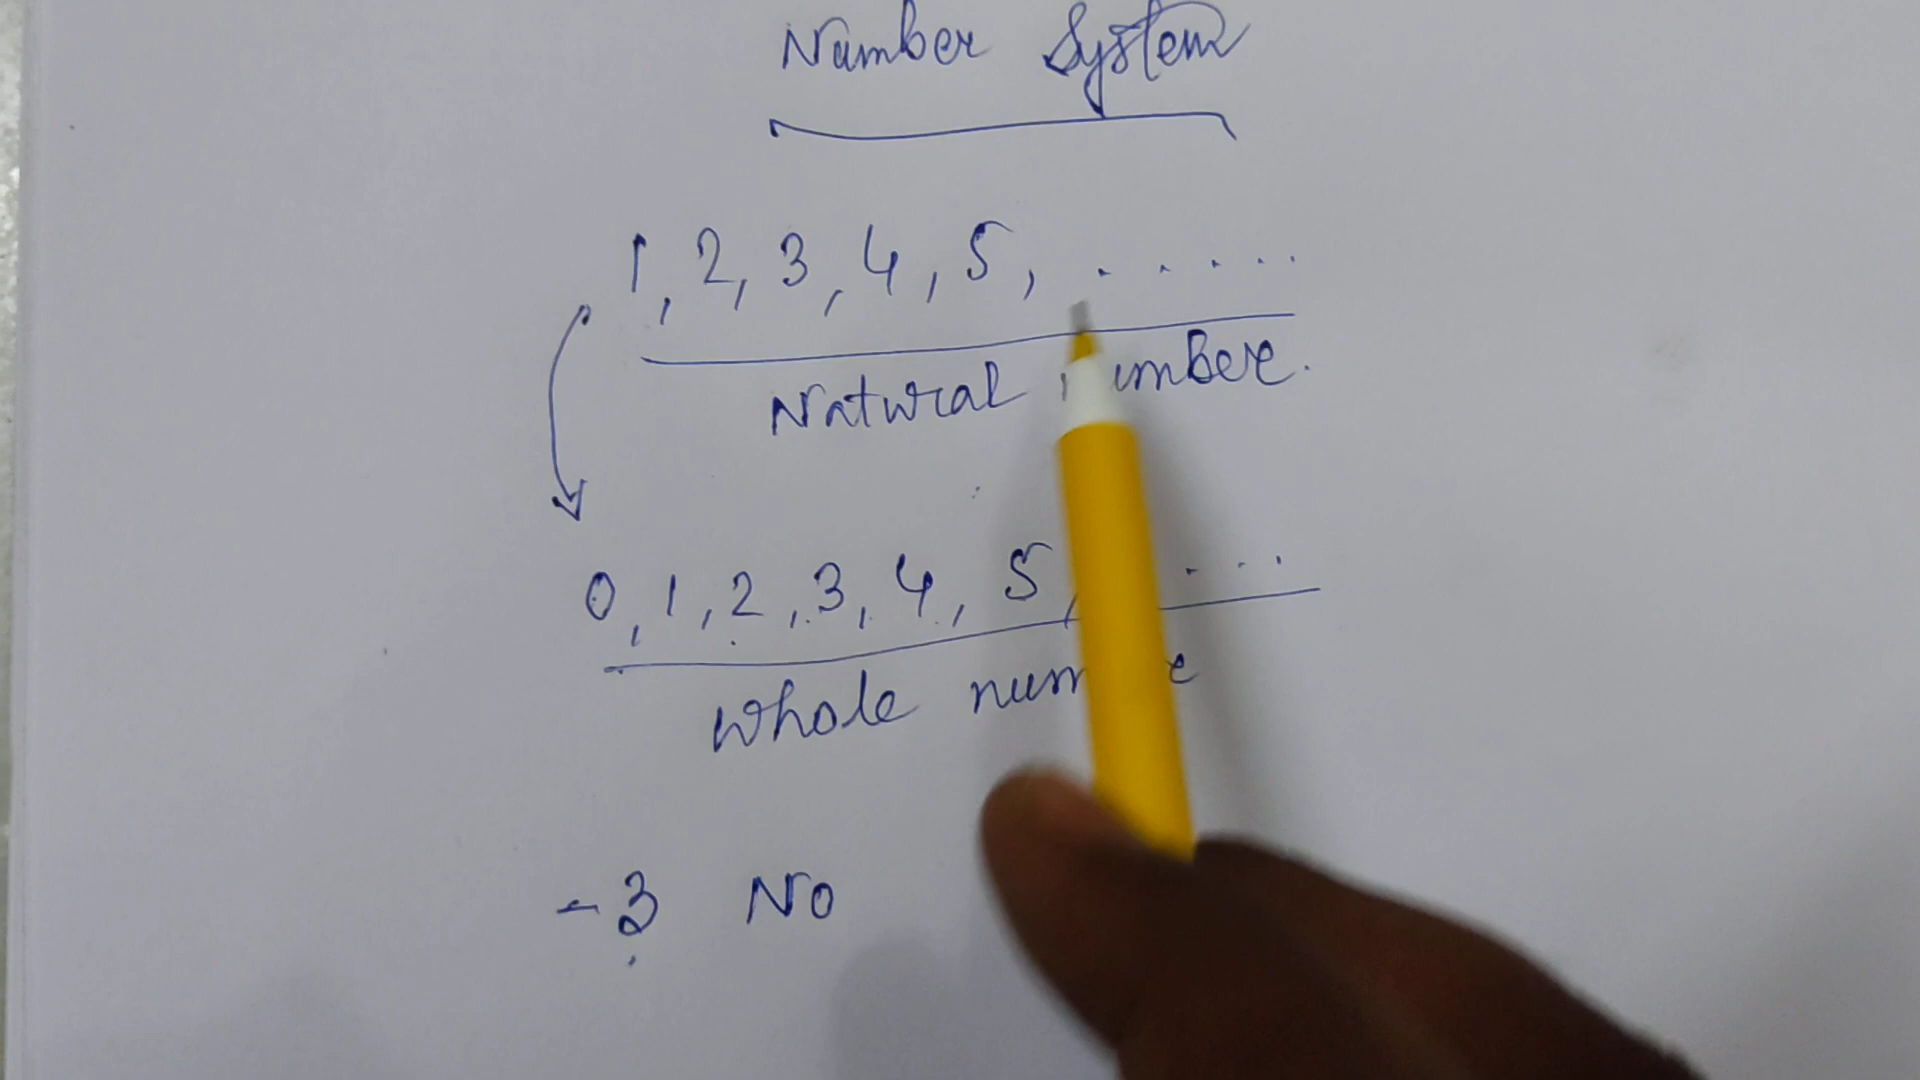 Number System
1, 2, 3, 4, 5, . . . . .
Natural
0, 1, 2, 3, 4, 5, . . .
Whole
-3 No